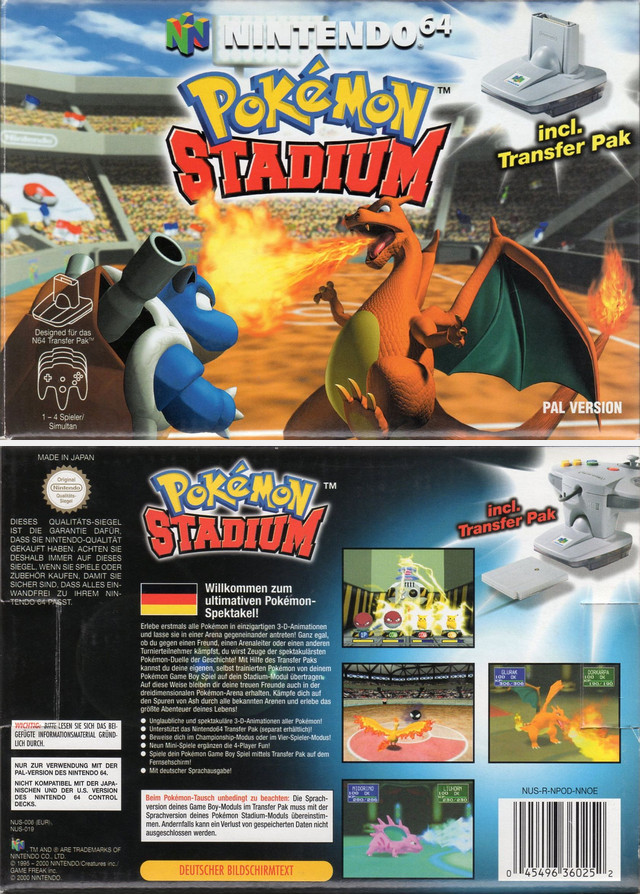 NINTENDO 64
POKéMON™
STADIUM
incl.
Transfer Pak
Designed für das
N64 Transfer Pak™
1 – 4 Spieler/
Simultan
PAL VERSION
MADE IN JAPAN
Original
Nintendo
Qualitäts-
Siegel
DIESES QUALITÄTS-SIEGEL
IST DIE GARANTIE DAFÜR,
DASS SIE NINTENDO-QUALITÄT
GEKAUFT HABEN. ACHTEN SIE
DESHALB IMMER AUF DIESES
SIEGEL, WENN SIE SPIELE ODER
ZUBEHÖR KAUFEN, DAMIT SIE
SICHER SIND, DASS ALLES EIN-
WANDFREI ZU IHREM NIN-
TENDO 64 PASST.
POKéMON™
STADIUM
incl.
Transfer Pak
Willkommen zum
ultimativen Pokémon-
Spektakel!
Erlebe erstmals alle Pokémon in einzigartigen 3-D-Animationen
und lasse sie in einer Arena gegeneinander antreten! Ganz egal,
ob du gegen einen Freund, einen Arenaleiter oder einen anderen
Turnierteilnehmer kämpfst, du wirst Zeuge der spektakulärsten
Pokémon-Duelle der Geschichte! Mit Hilfe des Transfer Paks
kannst du deine eigenen, selbst trainierten Pokémon von deinem
Pokémon Game Boy Spiel auf dein Stadium-Modul übertragen.
Auf diese Weise bleiben dir deine treuen Freunde auch in der
dreidimensionalen Pokémon-Arena erhalten. Kämpfe dich auf
den Spuren von Ash durch alle bekannten Arenen und erlebe das
größte Abenteuer deines Lebens!
● Unglaubliche und spektakuläre 3-D-Animationen aller Pokémon!
● Unterstützt das Nintendo64 Transfer Pak (separat erhältlich)!
● Beweise dich im Championship-Modus oder im Vier-Spieler-Modus!
● Neun Mini-Spiele ergänzen die 4-Player Fun!
● Spiele dein Pokémon Game Boy Spiel mittels Transfer Pak auf dem
Fernsehschirm!
● Mit deutscher Sprachausgabe!
WICHTIG: BITTE LESEN SIE SICH DAS BEI-
GEFÜGTE INFORMATIONSMATERIAL GRÜND-
LICH DURCH.
NUR ZUR VERWENDUNG MIT DER
PAL-VERSION DES NINTENDO 64.
NICHT KOMPATIBEL MIT DER JAPA-
NISCHEN UND DER U.S. VERSION
DES NINTENDO 64 CONTROL
DECKS.
NUS-006 (EUR),
NUS-019
Beim Pokémon-Tausch unbedingt zu beachten: Die Sprach-
version deines Game Boy-Moduls im Transfer Pak muss mit der
Sprachversion deines Pokémon Stadium-Moduls übereinstim-
men. Andernfalls kann ein Verlust von gespeicherten Daten nicht
ausgeschlossen werden.
DEUTSCHER BILDSCHIRMTEXT
TM AND ® ARE TRADEMARKS OF
NINTENDO CO., LTD.
© 1995 – 2000 NINTENDO/Creatures inc./
GAME FREAK inc.
© 2000 NINTENDO.
GLURAK
NIDOKING
NUS-R-NPOD-NNOE
0 45496 36025 2